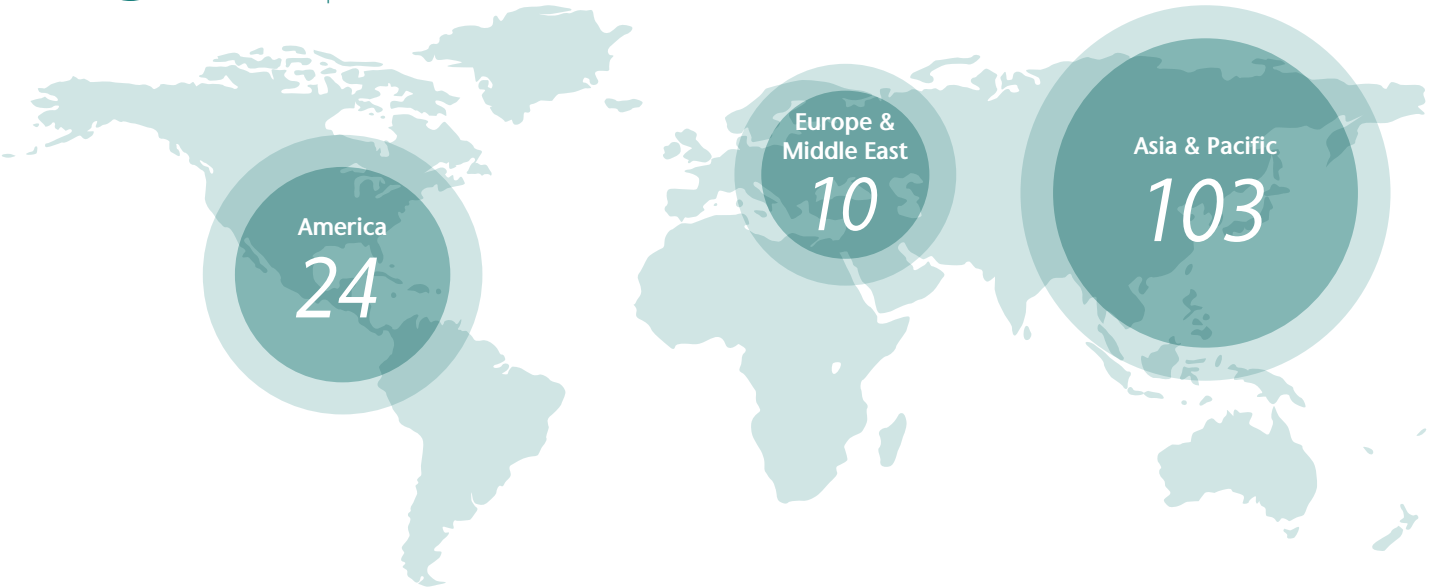 America
24
Europe &
Middle East
10
Asia & Pacific
103